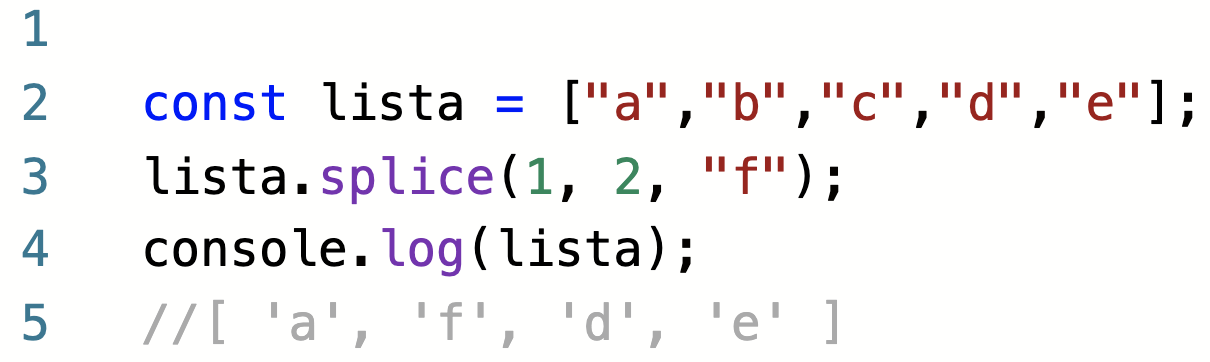 1
2 const lista = ["a","b","c","d","e"];
3 lista.splice(1, 2, "f");
4 console.log(lista);
5 //[ 'a', 'f', 'd', 'e' ]